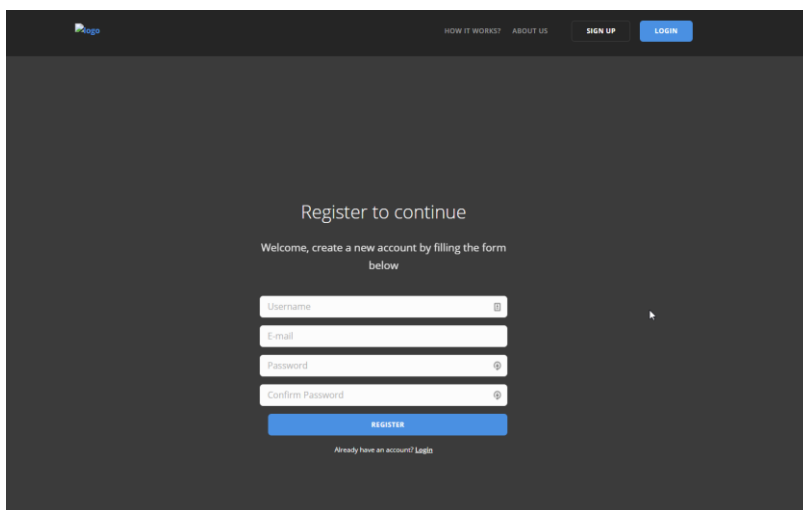 logo
HOW IT WORKS? ABOUT US SIGN UP LOGIN
Register to continue
Welcome, create a new account by filling the form
below
Username
E-mail
Password
Confirm Password
REGISTER
Already have an account? Login